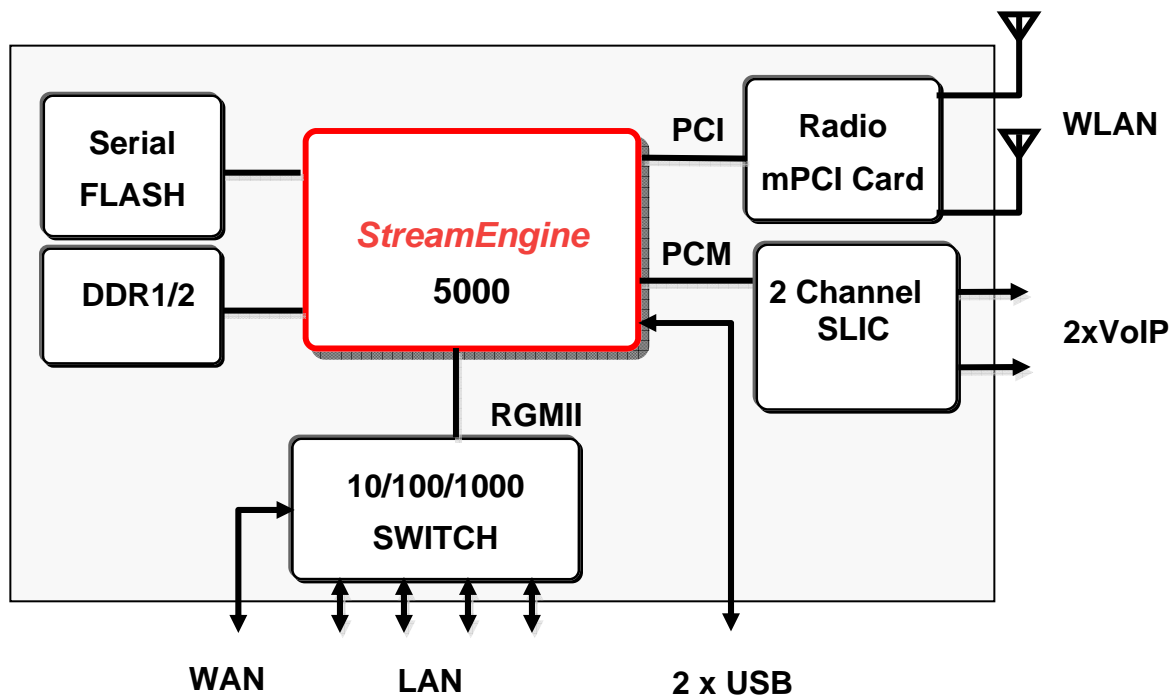 Serial
FLASH
DDR1/2
StreamEngine
5000
PCI
Radio
mPCI Card
WLAN
PCM
2 Channel
SLIC
2xVoIP
RGMII
10/100/1000
SWITCH
WAN
LAN
2 x USB